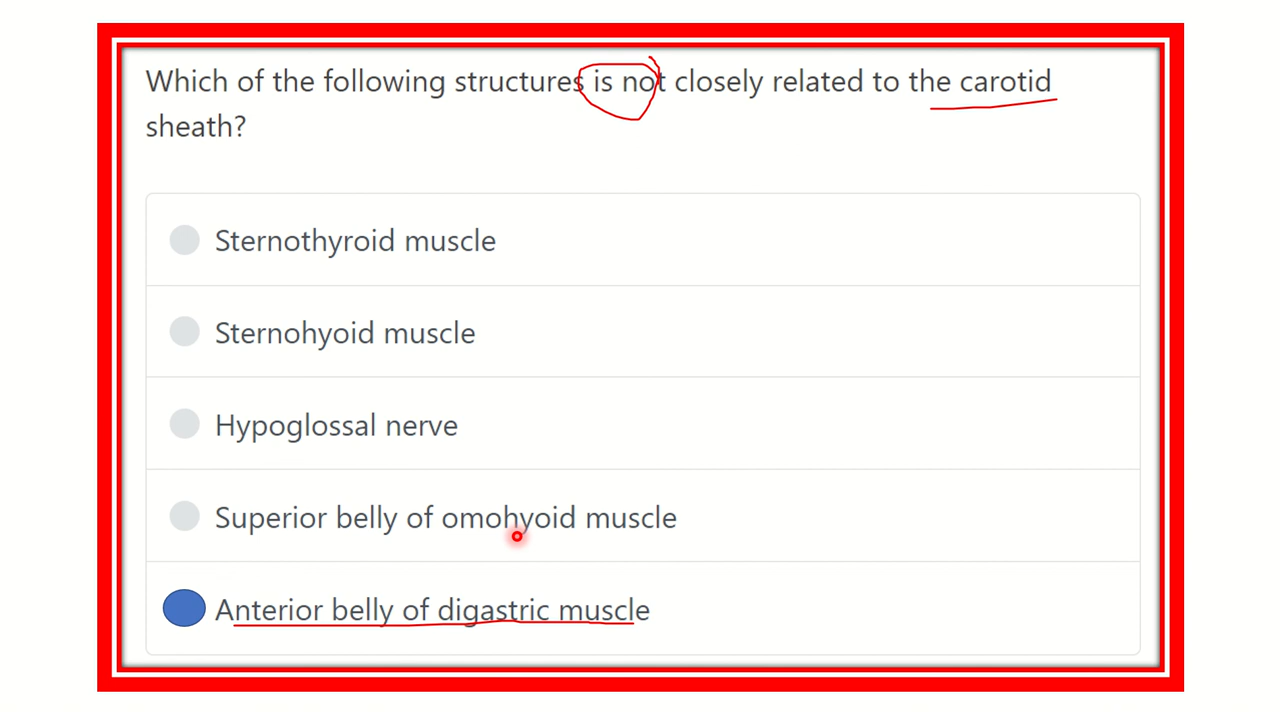 Which of the following structures is not closely related to the carotid
sheath?
Sternothyroid muscle
Sternohyoid muscle
Hypoglossal nerve
Superior belly of omohyoid muscle
Anterior belly of digastric muscle